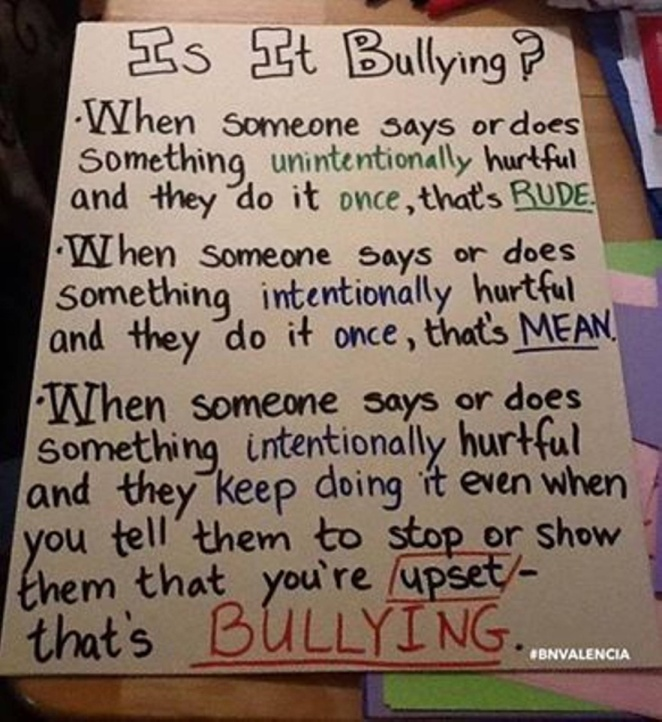 Is It Bullying?
·When someone says or does
something unintentionally hurtful
and they do it once, that's RUDE.
·When someone says or does
something intentionally hurtful
and they do it once, that's MEAN.
·When someone says or does
something intentionally hurtful
and they keep doing it even when
you tell them to stop or show
them that you're upset-
that's BULLYING.
#BNVALENCIA